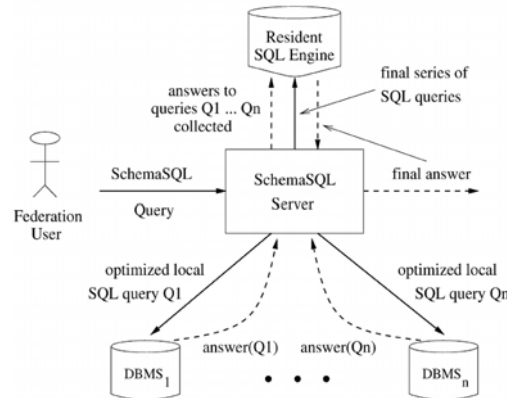 Resident
SQL Engine
answers to
queries Q1 ... Qn
collected
final series of
SQL queries
SchemaSQL
Query
Federation
User
SchemaSQL
Server
final answer
optimized local
SQL query Q1
optimized local
SQL query Qn
answer(Q1)
answer(Qn)
DBMS1
DBMSn